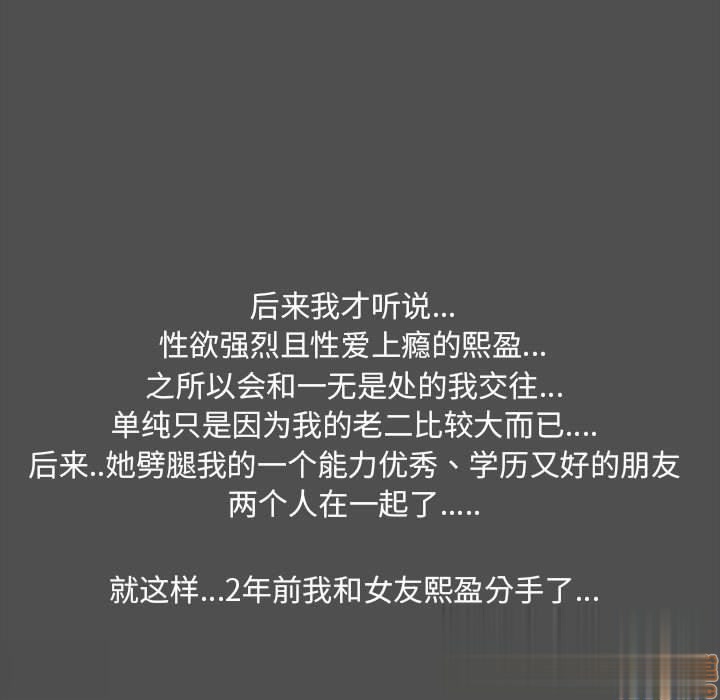 后来我才听说...
性欲强烈且性爱上瘾的熙盈...
之所以会和一无是处的我交往...
单纯只是因为我的老二比较大而已....
后来..她劈腿我的一个能力优秀、学历又好的朋友
两个人在一起了.....
就这样...2年前我和女友熙盈分手了...